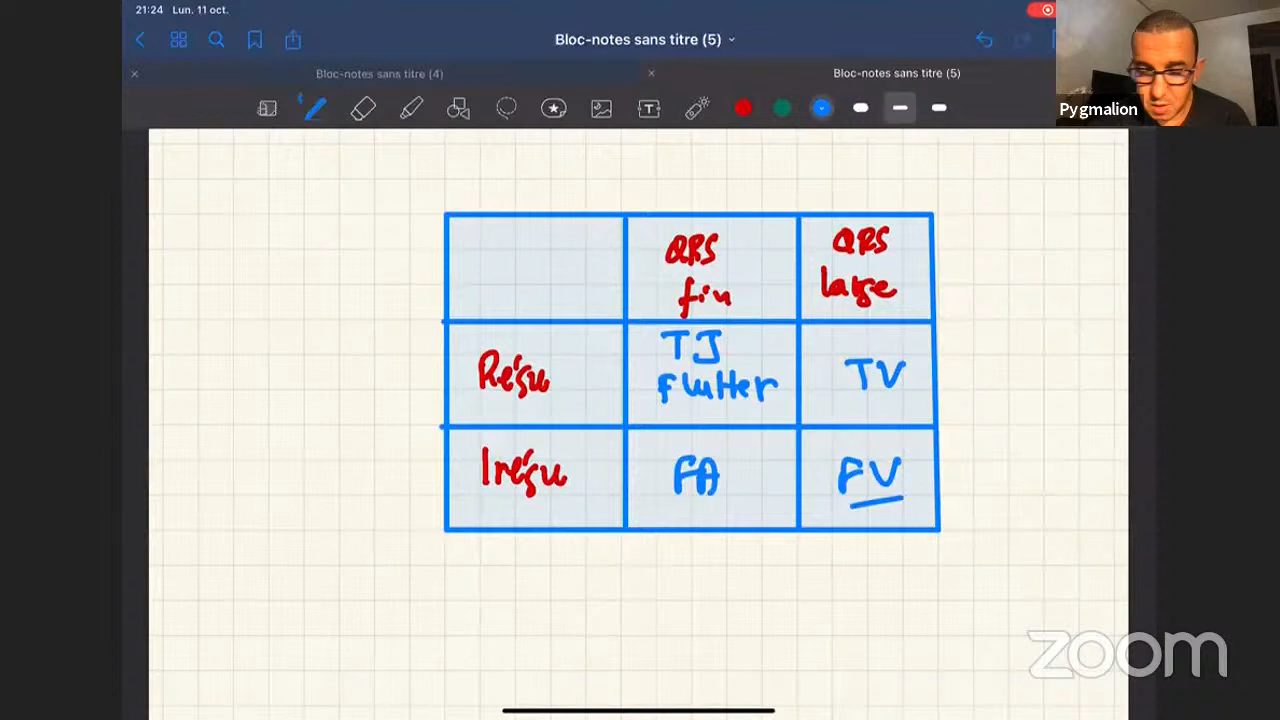 21:24 Lun. 11 oct.
Bloc-notes sans titre (5)
Bloc-notes sans titre (4)
Bloc-notes sans titre (5)
T
Pygmalion
QRS
fin
QRS
large
Régu
TJ
flutter
TV
Irégu
FA
FV
zoom